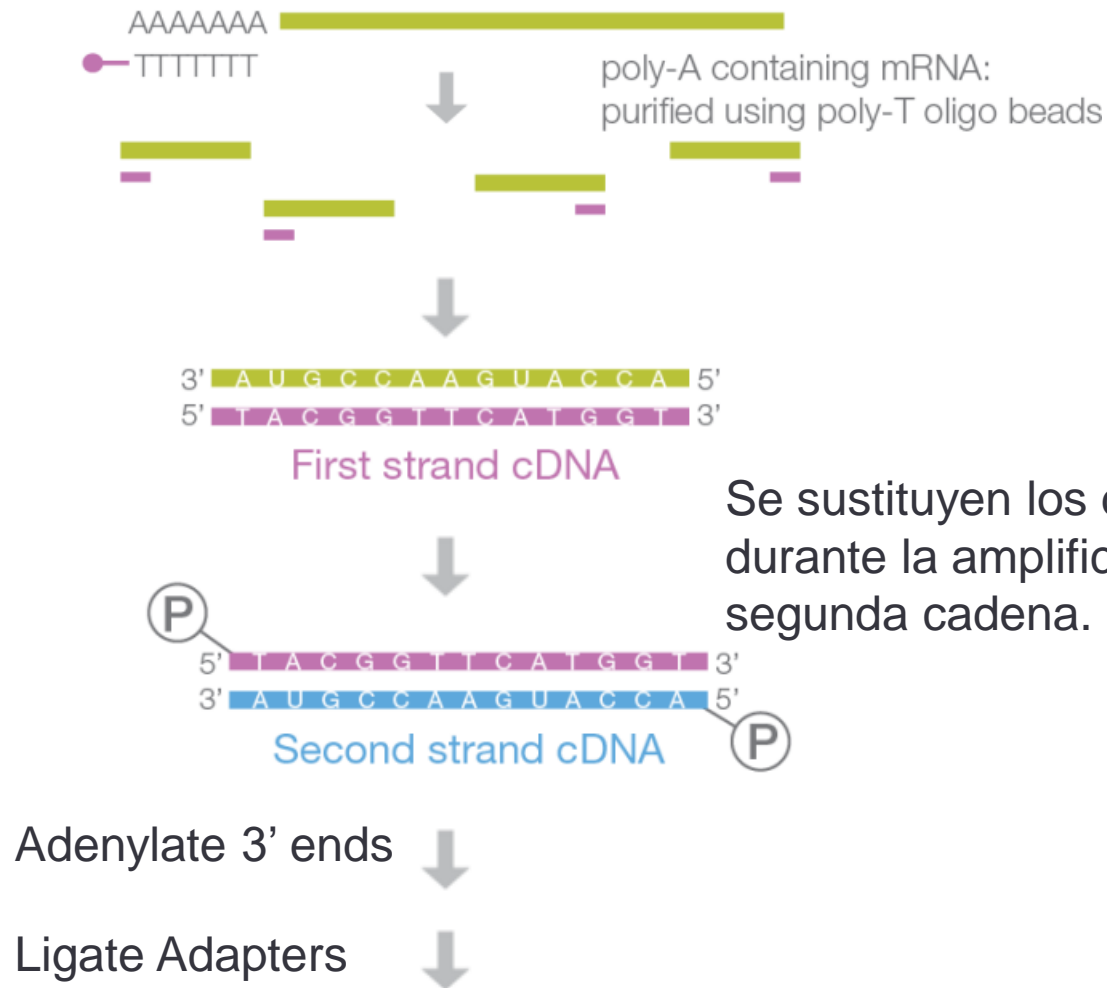 AAAAAAA
TTTTTTT
poly-A containing mRNA:
purified using poly-T oligo beads
3' A U G C C A A G U A C C A 5'
5' T A C G G T T C A T G G T 3'
First strand cDNA
Se sustituyen los
durante la
segunda cadena.
P
5' T A C G G T T C A T G G T 3'
3' A U G C C A A G U A C C A 5'
P
Second strand cDNA
Adenylate 3’ ends
Ligate Adapters